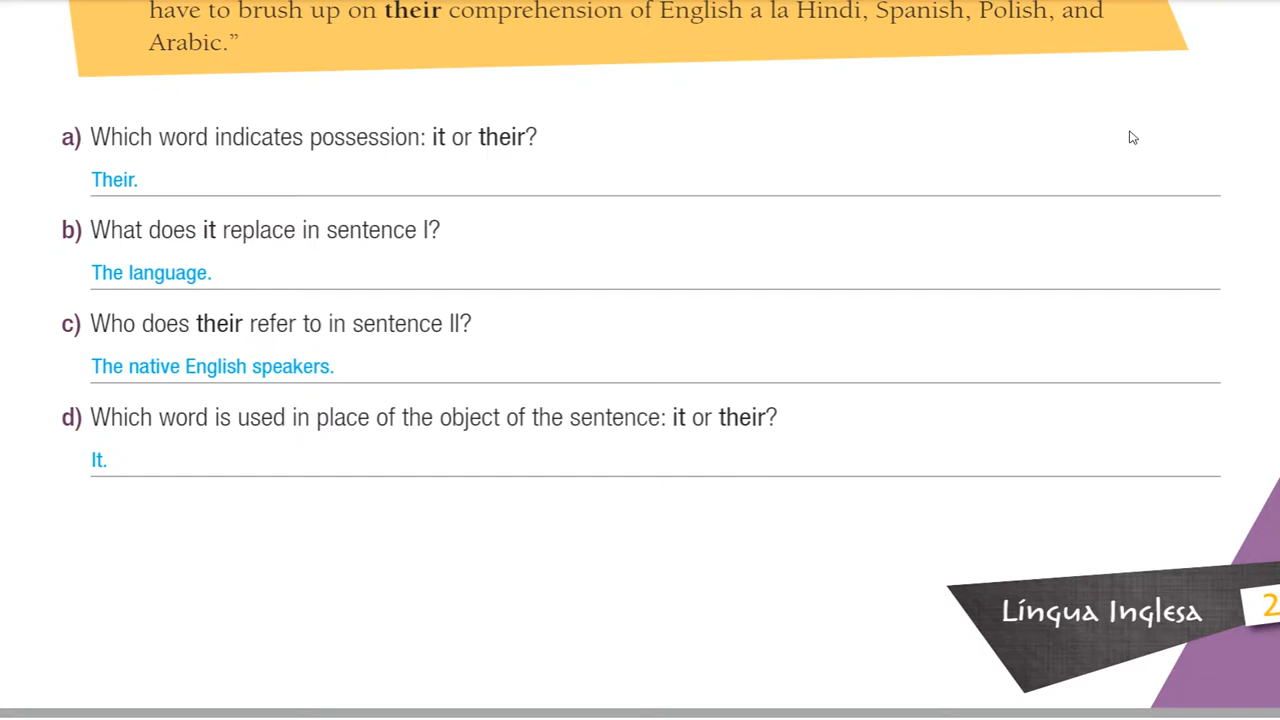 have to brush up on their comprehension of English a la Hindi, Spanish, Polish, and
Arabic.”
a) Which word indicates possession: it or their?
Their.
b) What does it replace in sentence I?
The language.
c) Who does their refer to in sentence II?
The native English speakers.
d) Which word is used in place of the object of the sentence: it or their?
It.
Língua Inglesa
2